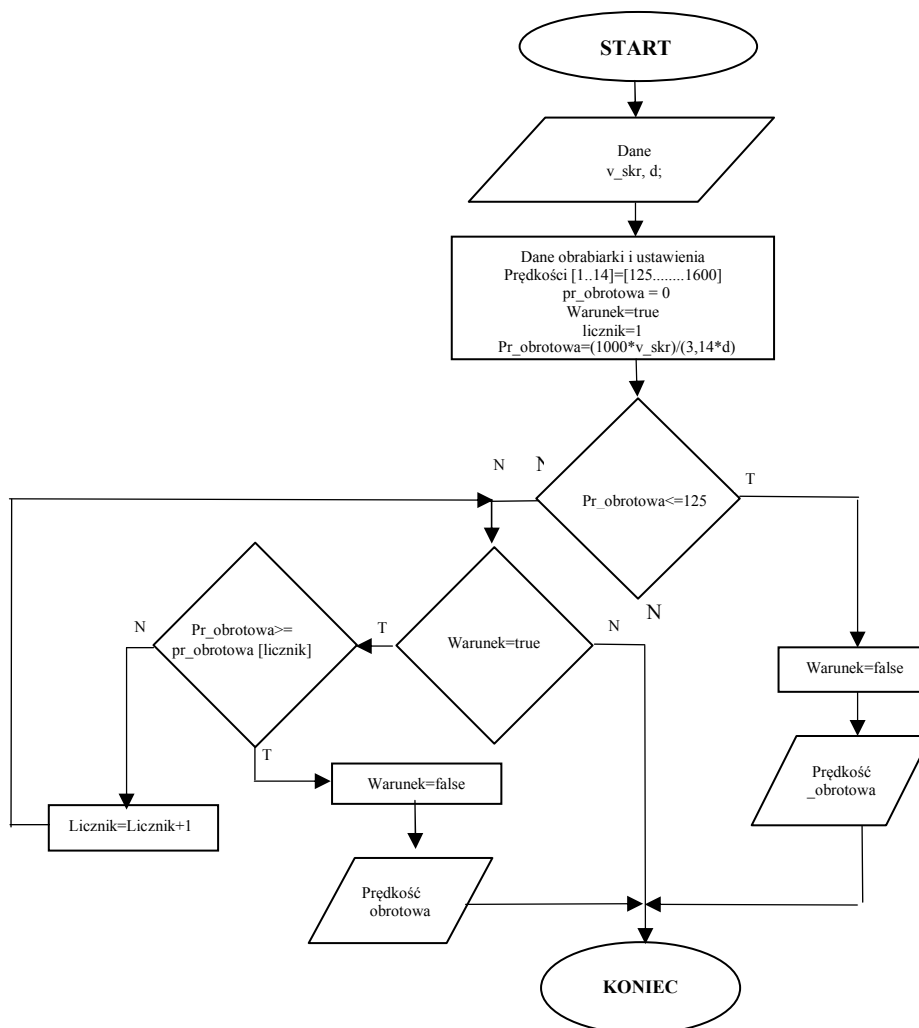 START
Dane
v_skr, d;
Dane obrabiarki i ustawienia
Prędkości [1..14]=[125........1600]
pr_obrotowa = 0
Warunek=true
licznik=1
Pr_obrotowa=(1000*v_skr)/(3,14*d)
N
N
T
Pr_obrotowa<=125
N
N
Pr_obrotowa>=
pr_obrotowa [licznik]
T
Warunek=true
N
Warunek=false
T
Warunek=false
Prędkość
_obrotowa
Licznik=Licznik+1
Prędkość
obrotowa
KONIEC